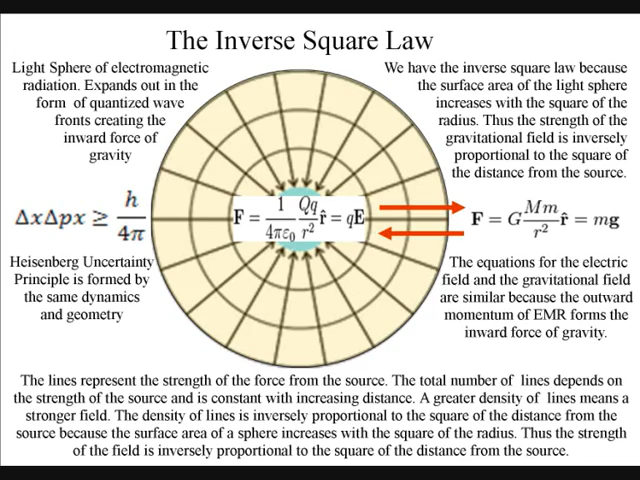 The Inverse Square Law
Light Sphere of electromagnetic
radiation. Expands out in the
form of quantized wave
fronts creating the
inward force of
gravity
We have the inverse square law because
the surface area of the light sphere
increases with the square of the
radius. Thus the strength of the
gravitational field is inversely
proportional to the square of
the distance from the source.
ΔxΔpx ≥ h/4π
F = 1/4πε₀ Qq/r² r̂ = qE
F = G Mm/r² r̂ = mg
Heisenberg Uncertainty
Principle is formed by
the same dynamics
and geometry
The equations for the electric
field and the gravitational field
are similar because the outward
momentum of EMR forms the
inward force of gravity.
The lines represent the strength of the force from the source. The total number of lines depends on
the strength of the source and is constant with increasing distance. A greater density of lines means a
stronger field. The density of lines is inversely proportional to the square of the distance from the
source because the surface area of a sphere increases with the square of the radius. Thus the strength
of the field is inversely proportional to the square of the distance from the source.